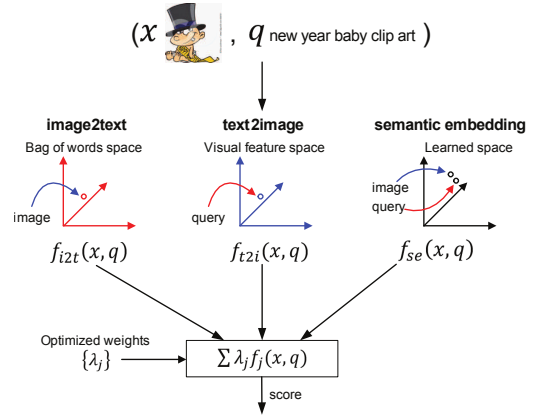 (x , q new year baby clip art )
image2text
Bag of words space
image
f_{i2t}(x, q)
text2image
Visual feature space
query
f_{t2i}(x, q)
semantic embedding
Learned space
image
query
f_{se}(x, q)
Optimized weights
{λ_j}
∑ λ_j f_j(x, q)
score